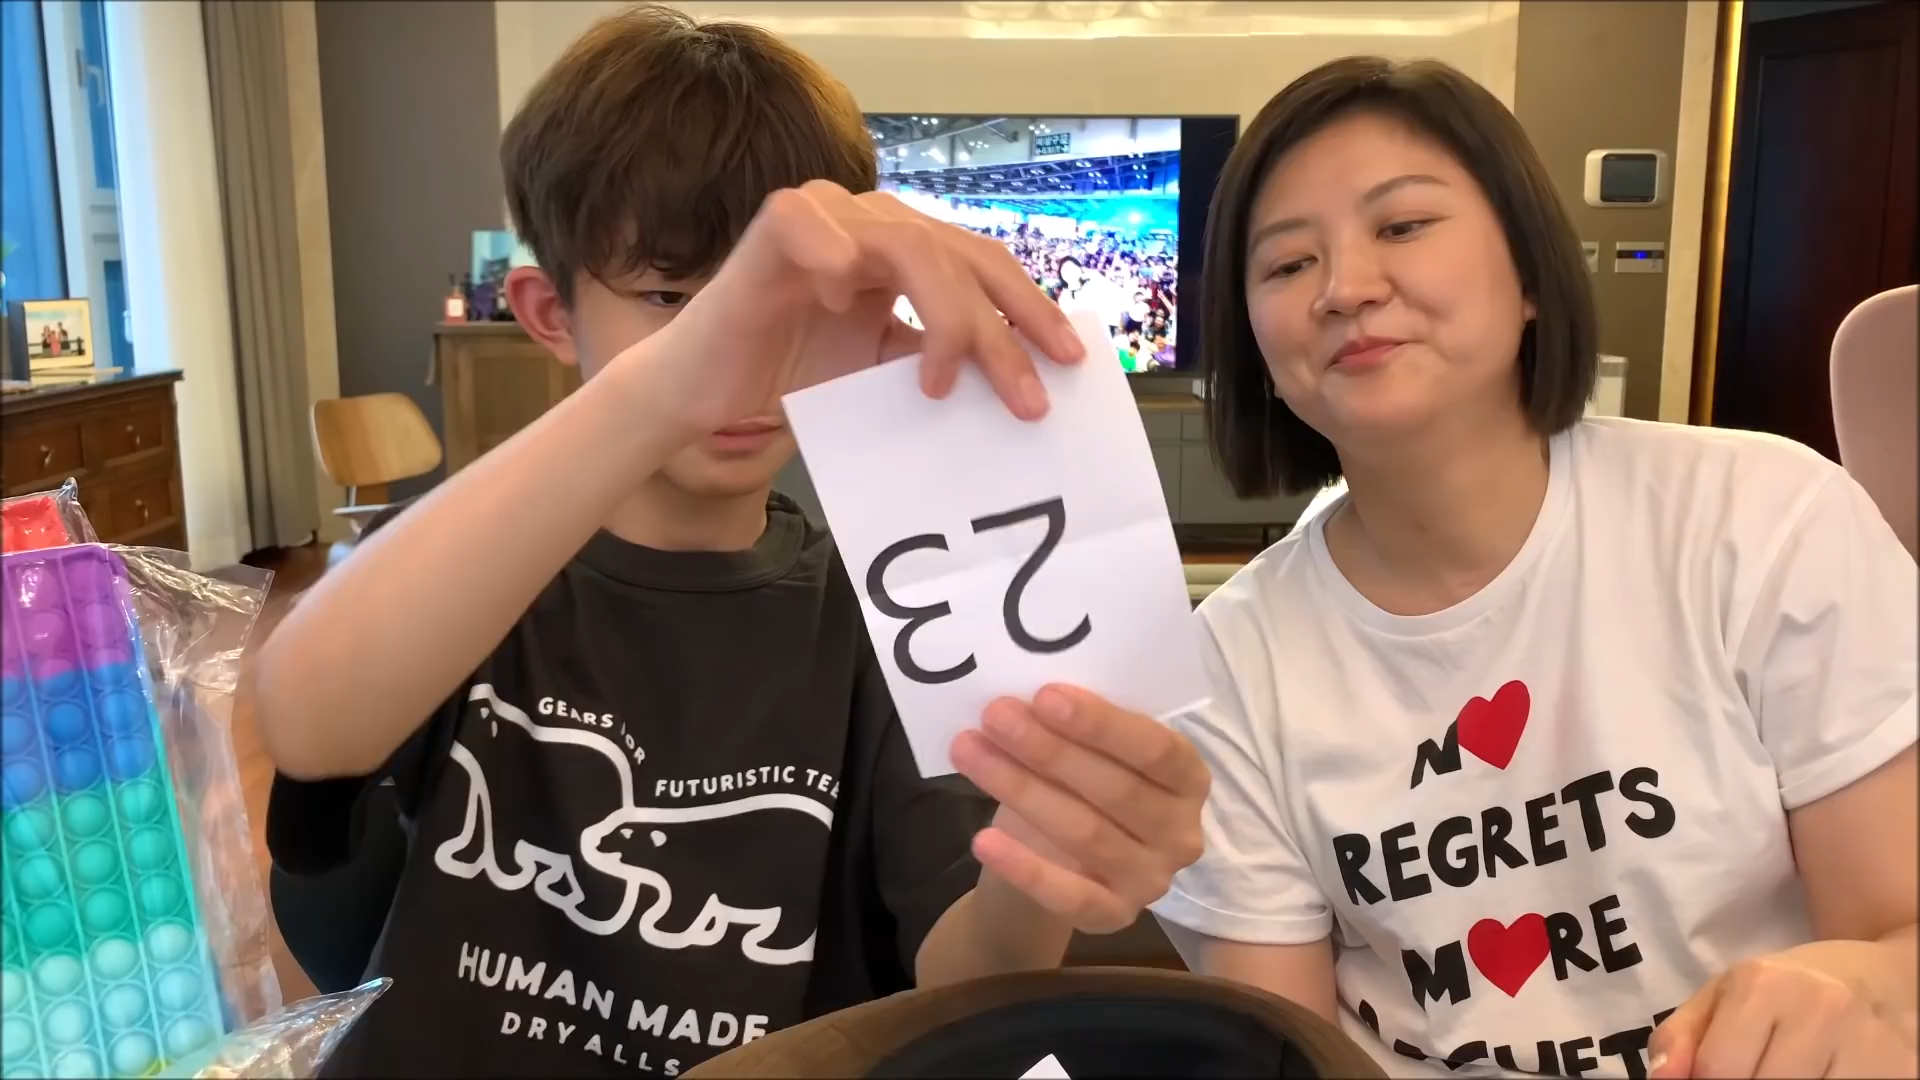 23
GEARS FOR
FUTURISTIC TEE
HUMAN MADE
DRYALLS
N❤
REGRETS
M❤RE